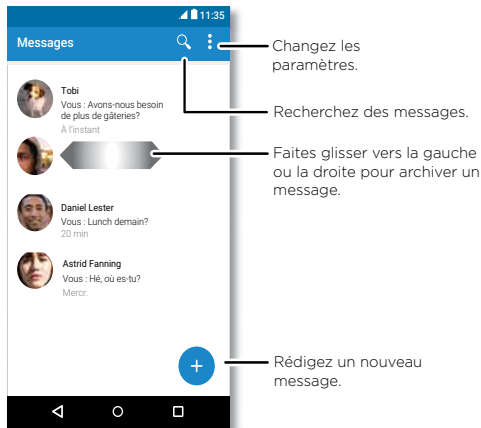 11:35
Messages
Changez les
paramètres.
Tobi
Vous : Avons-nous besoin
de plus de gâteries?
À l'instant
Recherchez des messages.
Faites glisser vers la gauche
ou la droite pour archiver un
message.
Daniel Lester
Vous : Lunch demain?
20 min
Astrid Fanning
Vous : Hé, où es-tu?
Mercr.
+
Rédigez un nouveau
message.